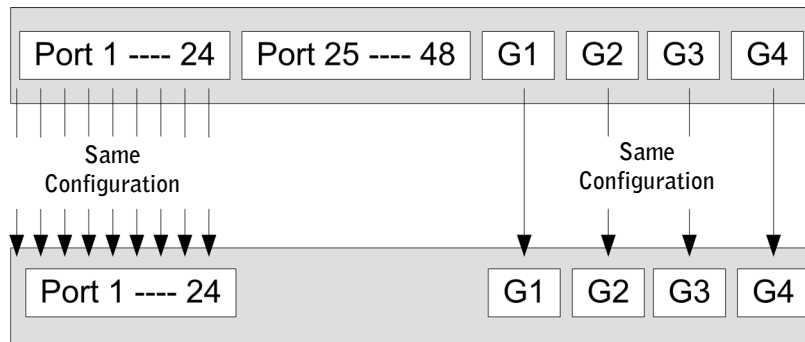 Port 1 ---- 24 Port 25 ---- 48 G1 G2 G3 G4
Same Same
Configuration Configuration
Port 1 ---- 24 G1 G2 G3 G4